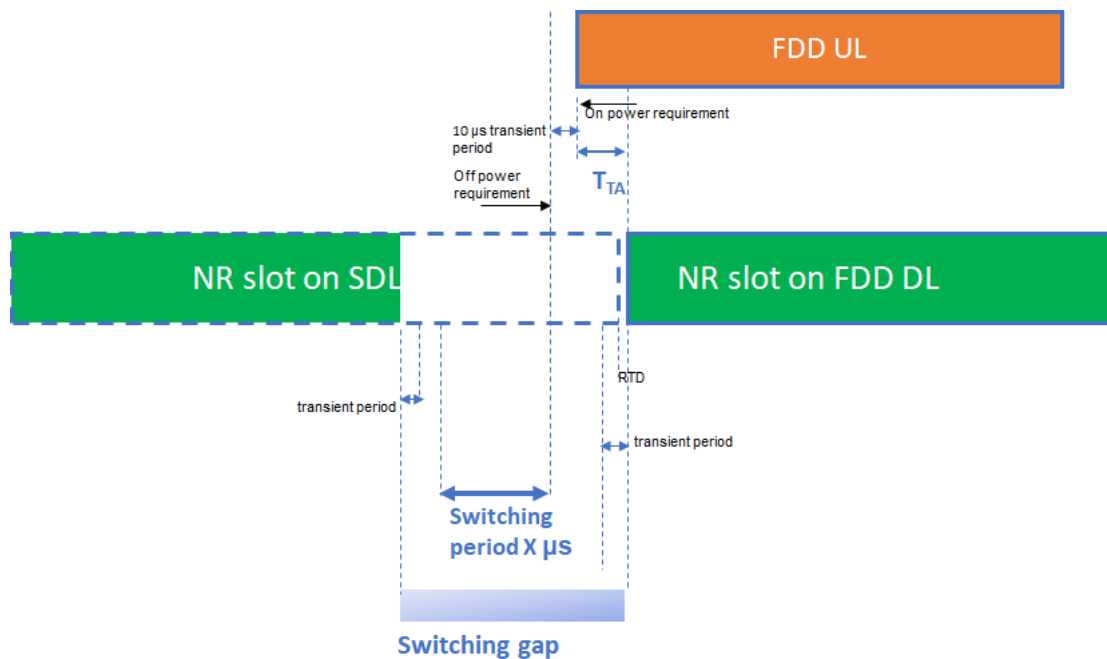 FDD UL
On power requirement
10 µs transient
period
T_TA
Off power
requirement
NR slot on SDL
NR slot on FDD DL
RTD
transient period
transient period
Switching
period X µs
Switching gap